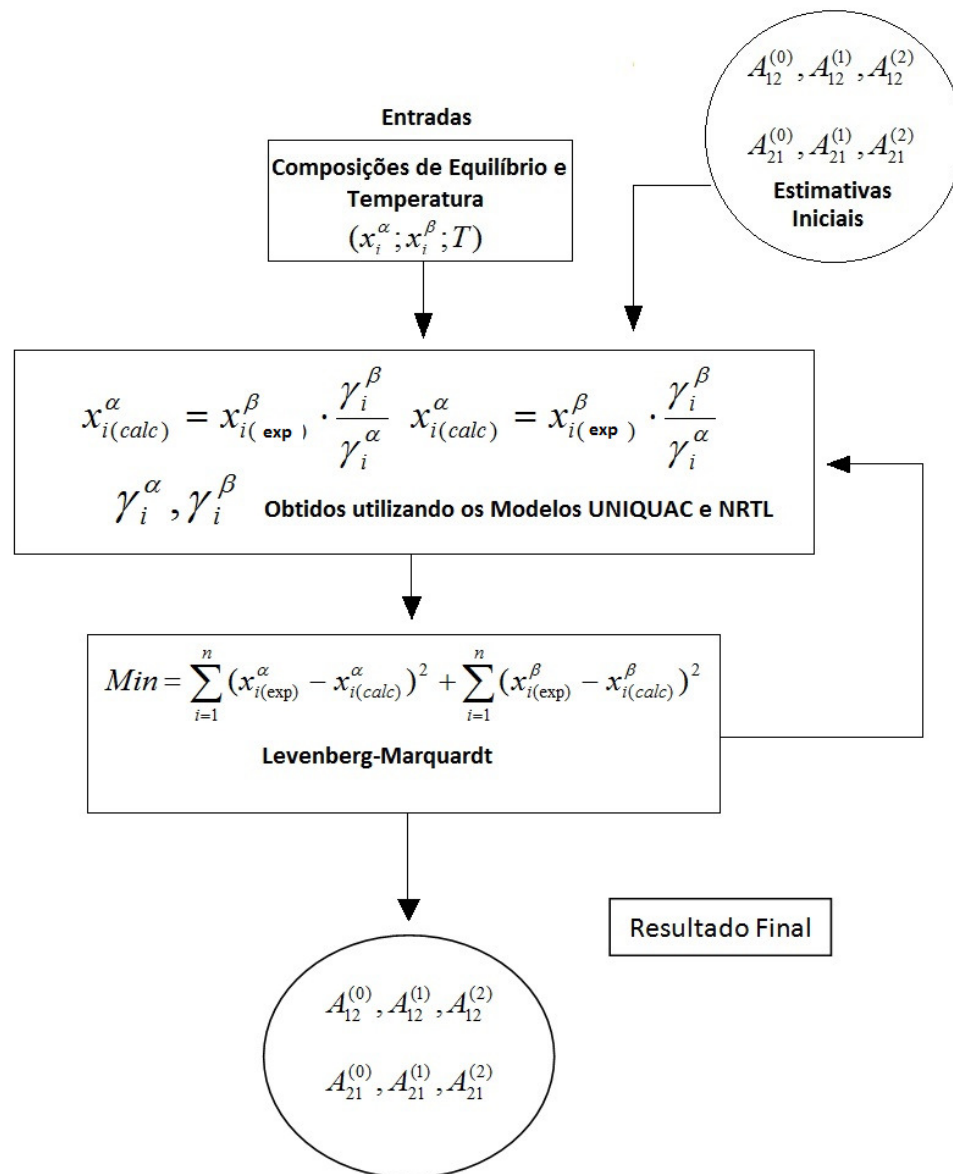 A_{12}^{(0)}, A_{12}^{(1)}, A_{12}^{(2)}
A_{21}^{(0)}, A_{21}^{(1)}, A_{21}^{(2)}
Estimativas
Iniciais
Entradas
Composições de Equilíbrio e
Temperatura
(x_i^α; x_i^β; T)
x_{i(calc)}^α = x_{i(exp)}^β · \frac{γ_i^β}{γ_i^α} x_{i(calc)}^α = x_{i(exp)}^β · \frac{γ_i^β}{γ_i^α}
γ_i^α, γ_i^β Obtidos utilizando os Modelos UNIQUAC e NRTL
Min = \sum_{i=1}^{n} (x_{i(exp)}^α − x_{i(calc)}^α)^2 + \sum_{i=1}^{n} (x_{i(exp)}^β − x_{i(calc)}^β)^2
Levenberg-Marquardt
Resultado Final
A_{12}^{(0)}, A_{12}^{(1)}, A_{12}^{(2)}
A_{21}^{(0)}, A_{21}^{(1)}, A_{21}^{(2)}